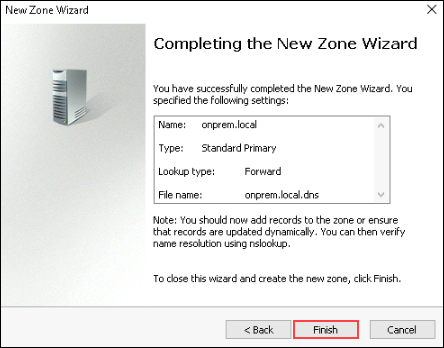 New Zone Wizard
Completing the New Zone Wizard
You have successfully completed the New Zone Wizard. You
specified the following settings:
Name: onprem.local
Type: Standard Primary
Lookup type: Forward
File name: onprem.local.dns
Note: You should now add records to the zone or ensure
that records are updated dynamically. You can then verify
name resolution using nslookup.
To close this wizard and create the new zone, click Finish.
< Back Finish Cancel